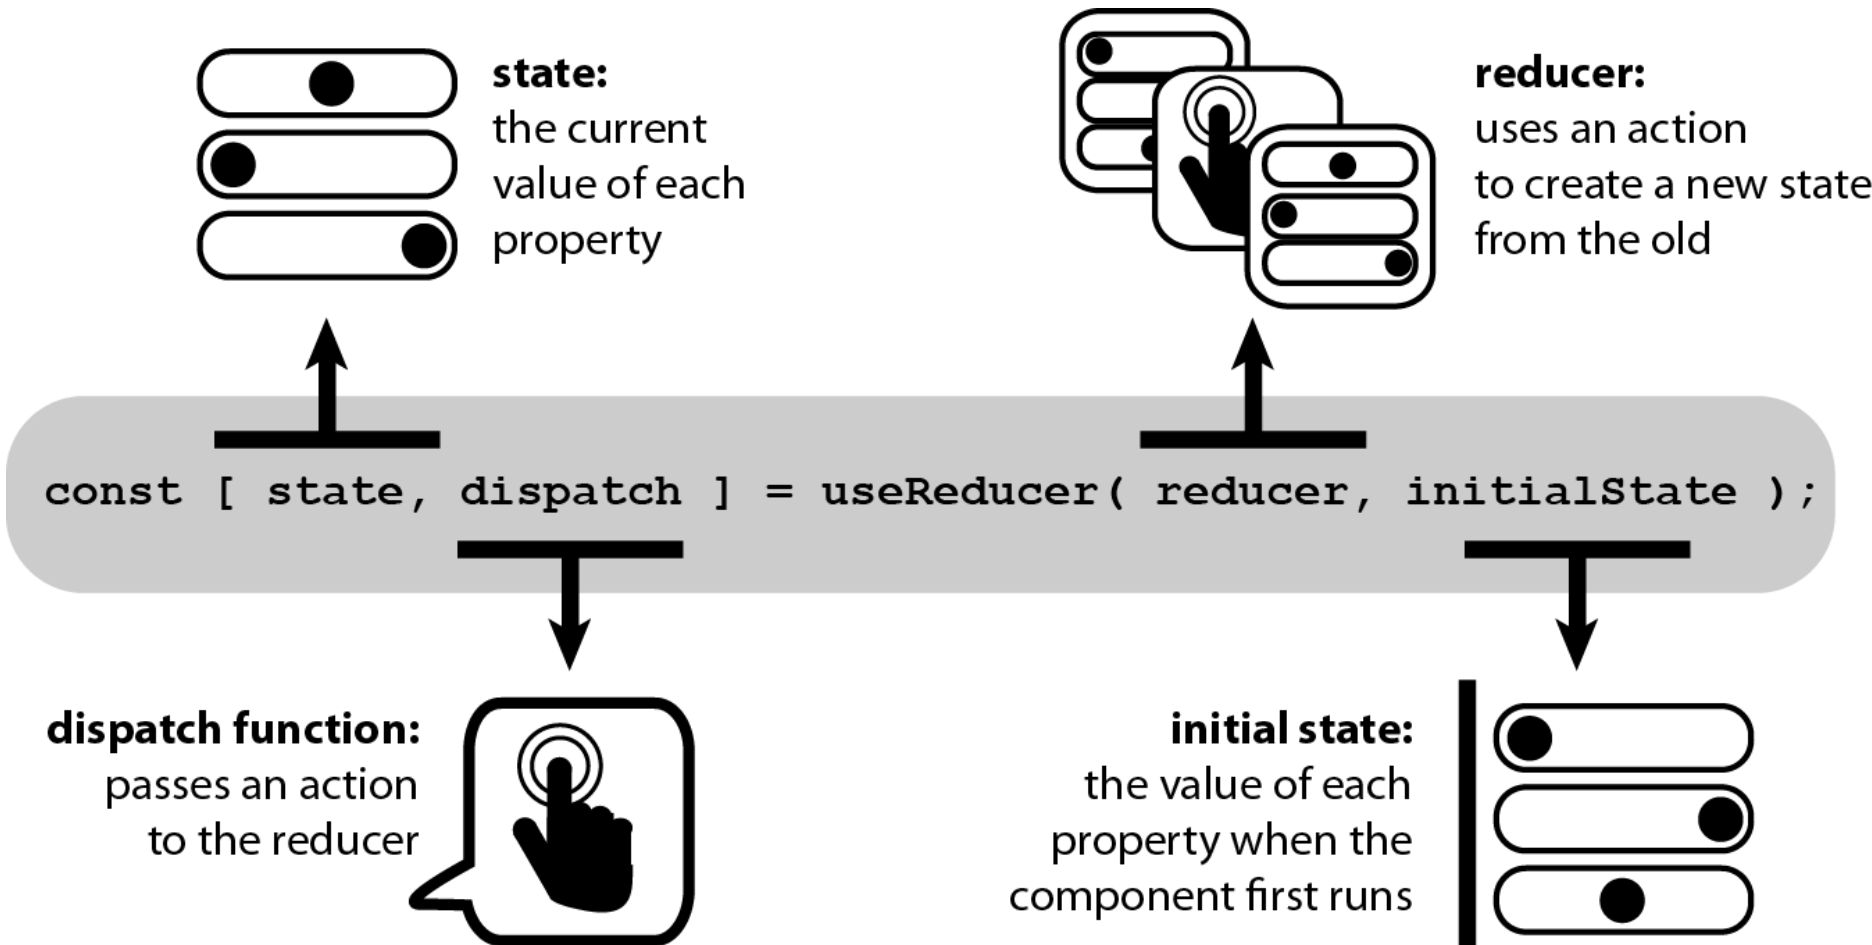 state:
the current
value of each
property
reducer:
uses an action
to create a new state
from the old
const [ state, dispatch ] = useReducer( reducer, initialState );
dispatch function:
passes an action
to the reducer
initial state:
the value of each
property when the
component first runs